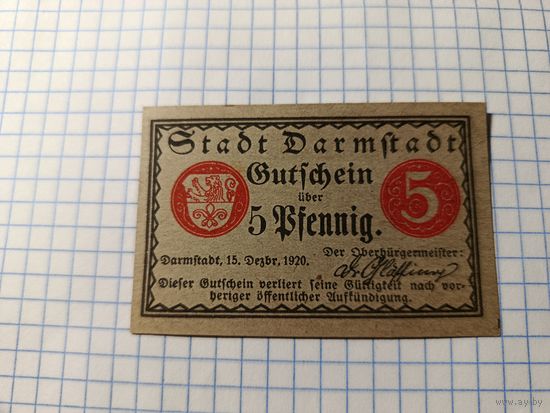 Stadt Darmstadt
Gutschein
über
5 Pfennig.
5
Darmstadt, 15. Dezbr. 1920.
Der Oberbürgermeister:
Dieser Gutschein verliert seine Gültigkeit nach vor-
heriger öffentlicher Aufkündigung.
www.ay.by